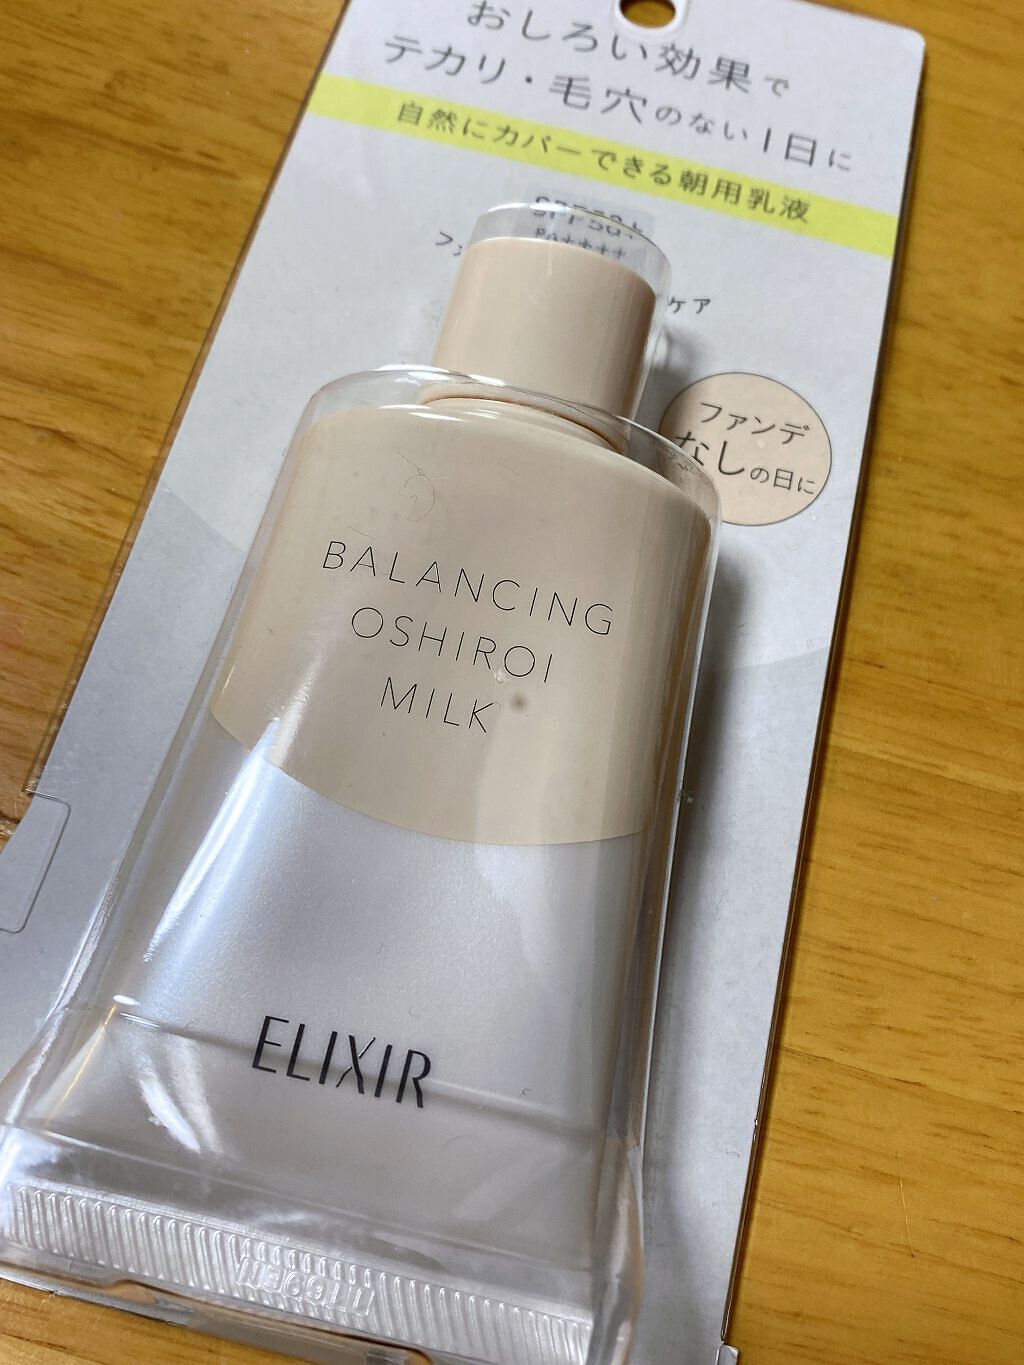 おしろい効果で
テカリ・毛穴のない1日に
自然にカバーできる朝用乳液
SPF50+
PA++++
ケア
ファンデ
なしの日に
BALANCING
OSHIROI
MILK
ELIXIR